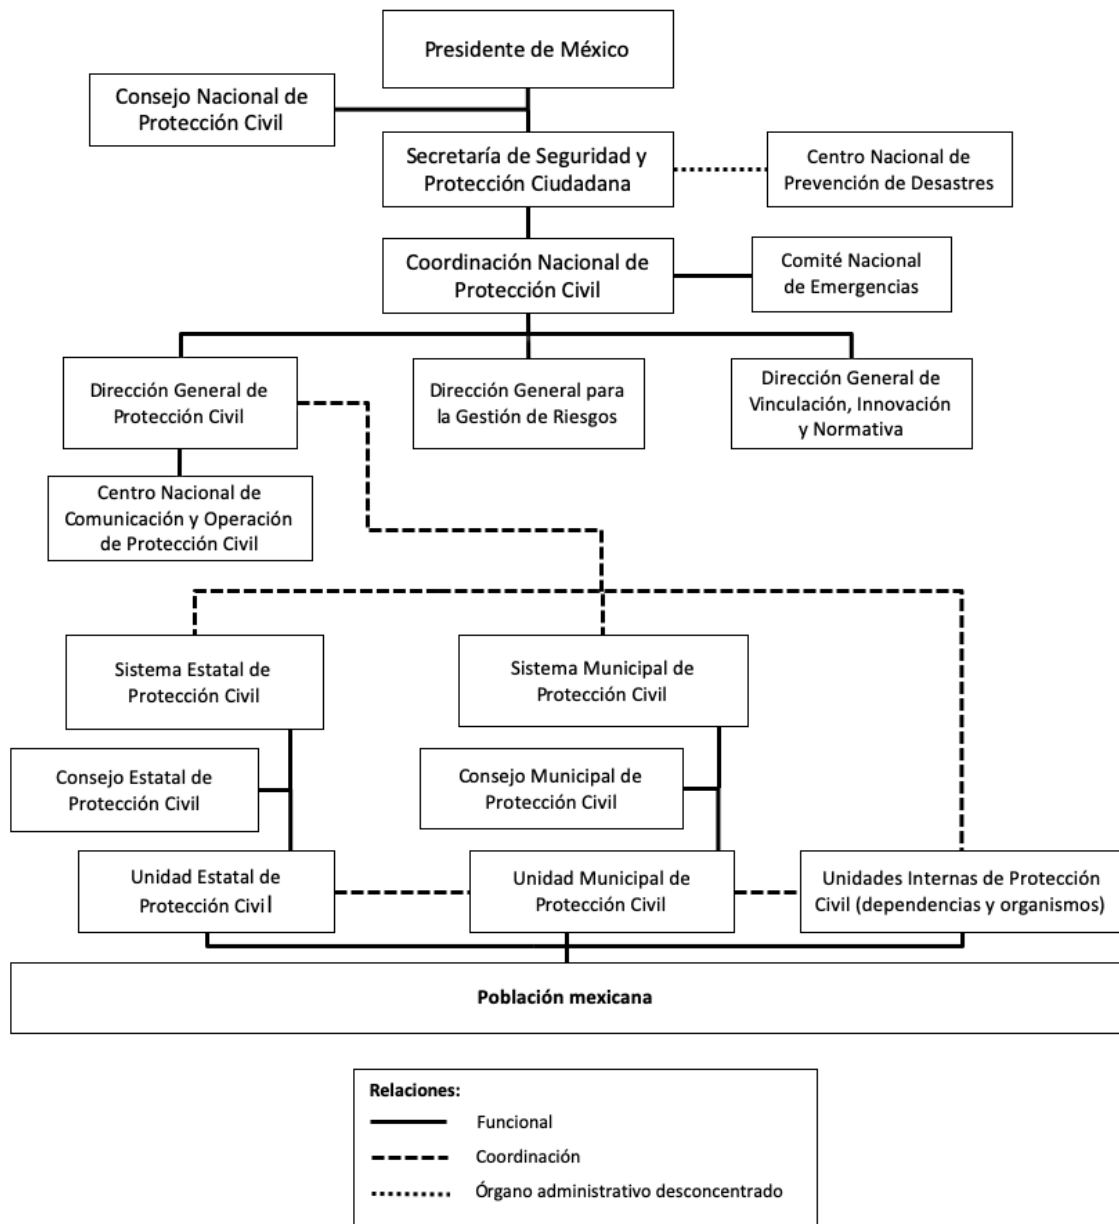 Presidente de México
Consejo Nacional de
Protección Civil
Secretaría de Seguridad y
Protección Ciudadana
Centro Nacional de
Prevención de Desastres
Coordinación Nacional de
Protección Civil
Comité Nacional
de Emergencias
Dirección General de
Protección Civil
Dirección General para
la Gestión de Riesgos
Dirección General de
Vinculación, Innovación
y Normativa
Centro Nacional de
Comunicación y Operación
de Protección Civil
Sistema Estatal de
Protección Civil
Sistema Municipal de
Protección Civil
Consejo Estatal de
Protección Civil
Consejo Municipal de
Protección Civil
Unidad Estatal de
Protección Civil
Unidad Municipal de
Protección Civil
Unidades Internas de Protección
Civil (dependencias y organismos)
Población mexicana
Relaciones:
Funcional
Coordinación
Órgano administrativo desconcentrado